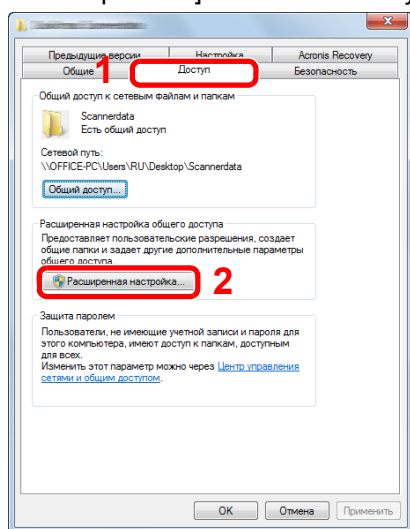 Предыдущие версии Настройка Acronis Recovery
Общие 1 Доступ Безопасность
Общий доступ к сетевым файлам и папкам
Scannerdata
Есть общий доступ
Сетевой путь:
\\OFFICE-PC\Users\RU\Desktop\Scannerdata
Общий доступ...
Расширенная настройка общего доступа
Предоставляет пользовательские разрешения, создает
общие папки и задает другие дополнительные параметры
общего доступа.
Расширенная настройка... 2
Защита паролем
Пользователи, не имеющие учетной записи и пароля для
этого компьютера, имеют доступ к папкам, доступным
для всех.
Изменить этот параметр можно через Центр управления
сетями и общим доступом.
OK Отмена Применить